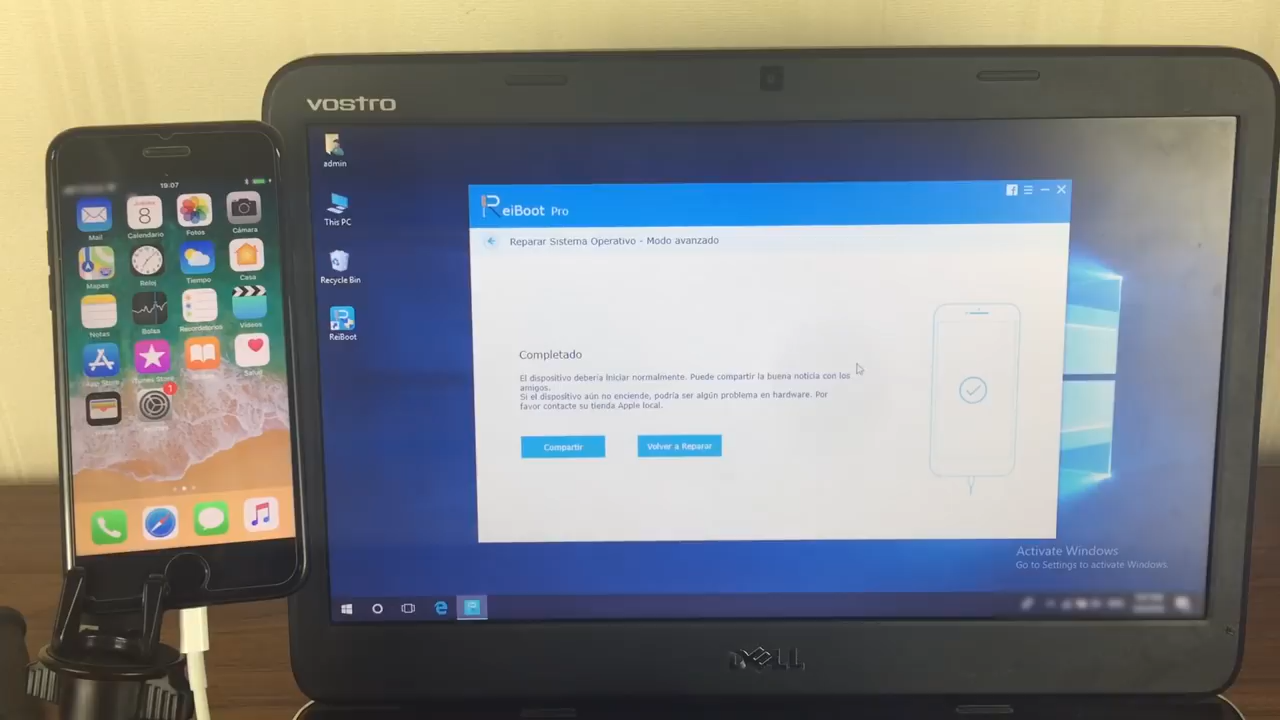 vostro
19:07
Mail
Jueves
8
Calendario
Fotos
Cámara
Mapas
Reloj
Tiempo
Casa
Notas
Bolsa
Recordatorios
Videos
App Store
iTunes Store
Salud
1
admin
This PC
Recycle Bin
ReiBoot
ReiBoot Pro
Reparar Sistema Operativo - Modo avanzado
Completado
El dispositivo debería iniciar normalmente. Puede compartir la buena noticia con los
amigos.
Si el dispositivo aún no enciende, podría ser algún problema en hardware. Por
favor contacte su tienda Apple local.
Compartir
Volver a Reparar
Activate Windows
Go to Settings to activate Windows.
DELL